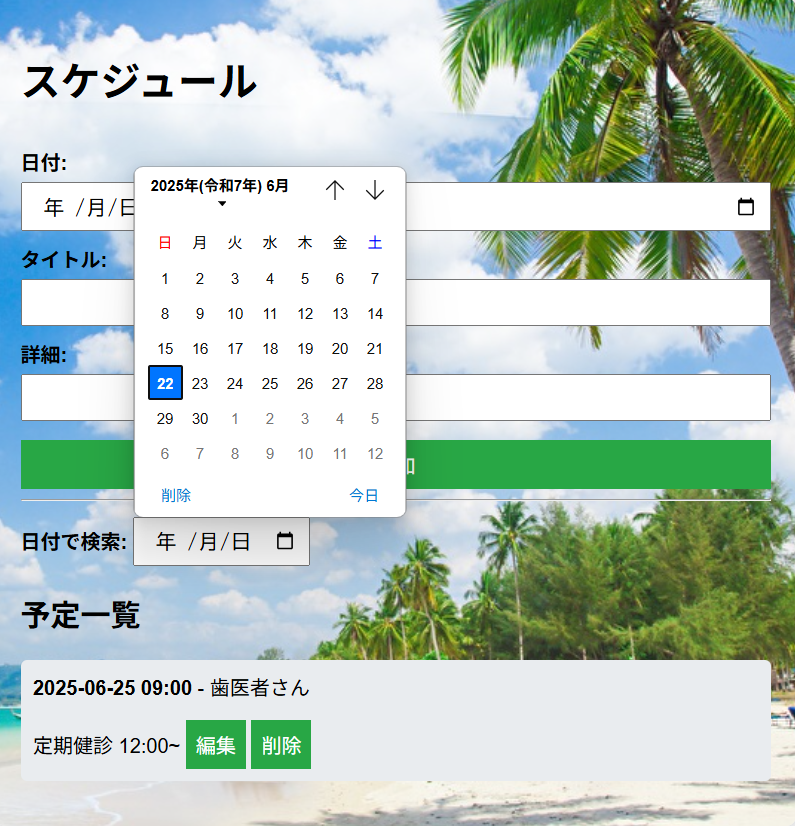 スケジュール
日付:
年 /月/日
2025年(令和7年) 6月
日 月 火 水 木 金 土
1 2 3 4 5 6 7
8 9 10 11 12 13 14
15 16 17 18 19 20 21
22 23 24 25 26 27 28
29 30 1 2 3 4 5
6 7 8 9 10 11 12
削除 今日
タイトル:
詳細:
日付で検索: 年 /月/日
予定一覧
2025-06-25 09:00 - 歯医者さん
定期健診 12:00~ 編集 削除